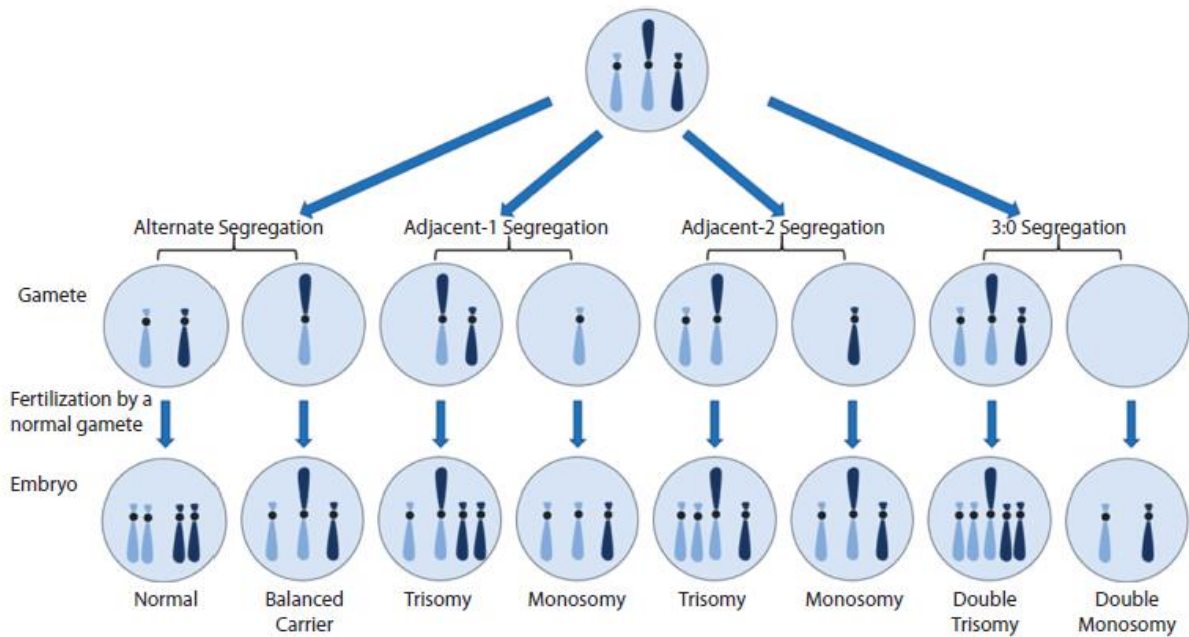 Alternate Segregation
Adjacent-1 Segregation
Adjacent-2 Segregation
3:0 Segregation
Gamete
Fertilization by a
normal gamete
Embryo
Normal
Balanced
Carrier
Trisomy
Monosomy
Trisomy
Monosomy
Double
Trisomy
Double
Monosomy